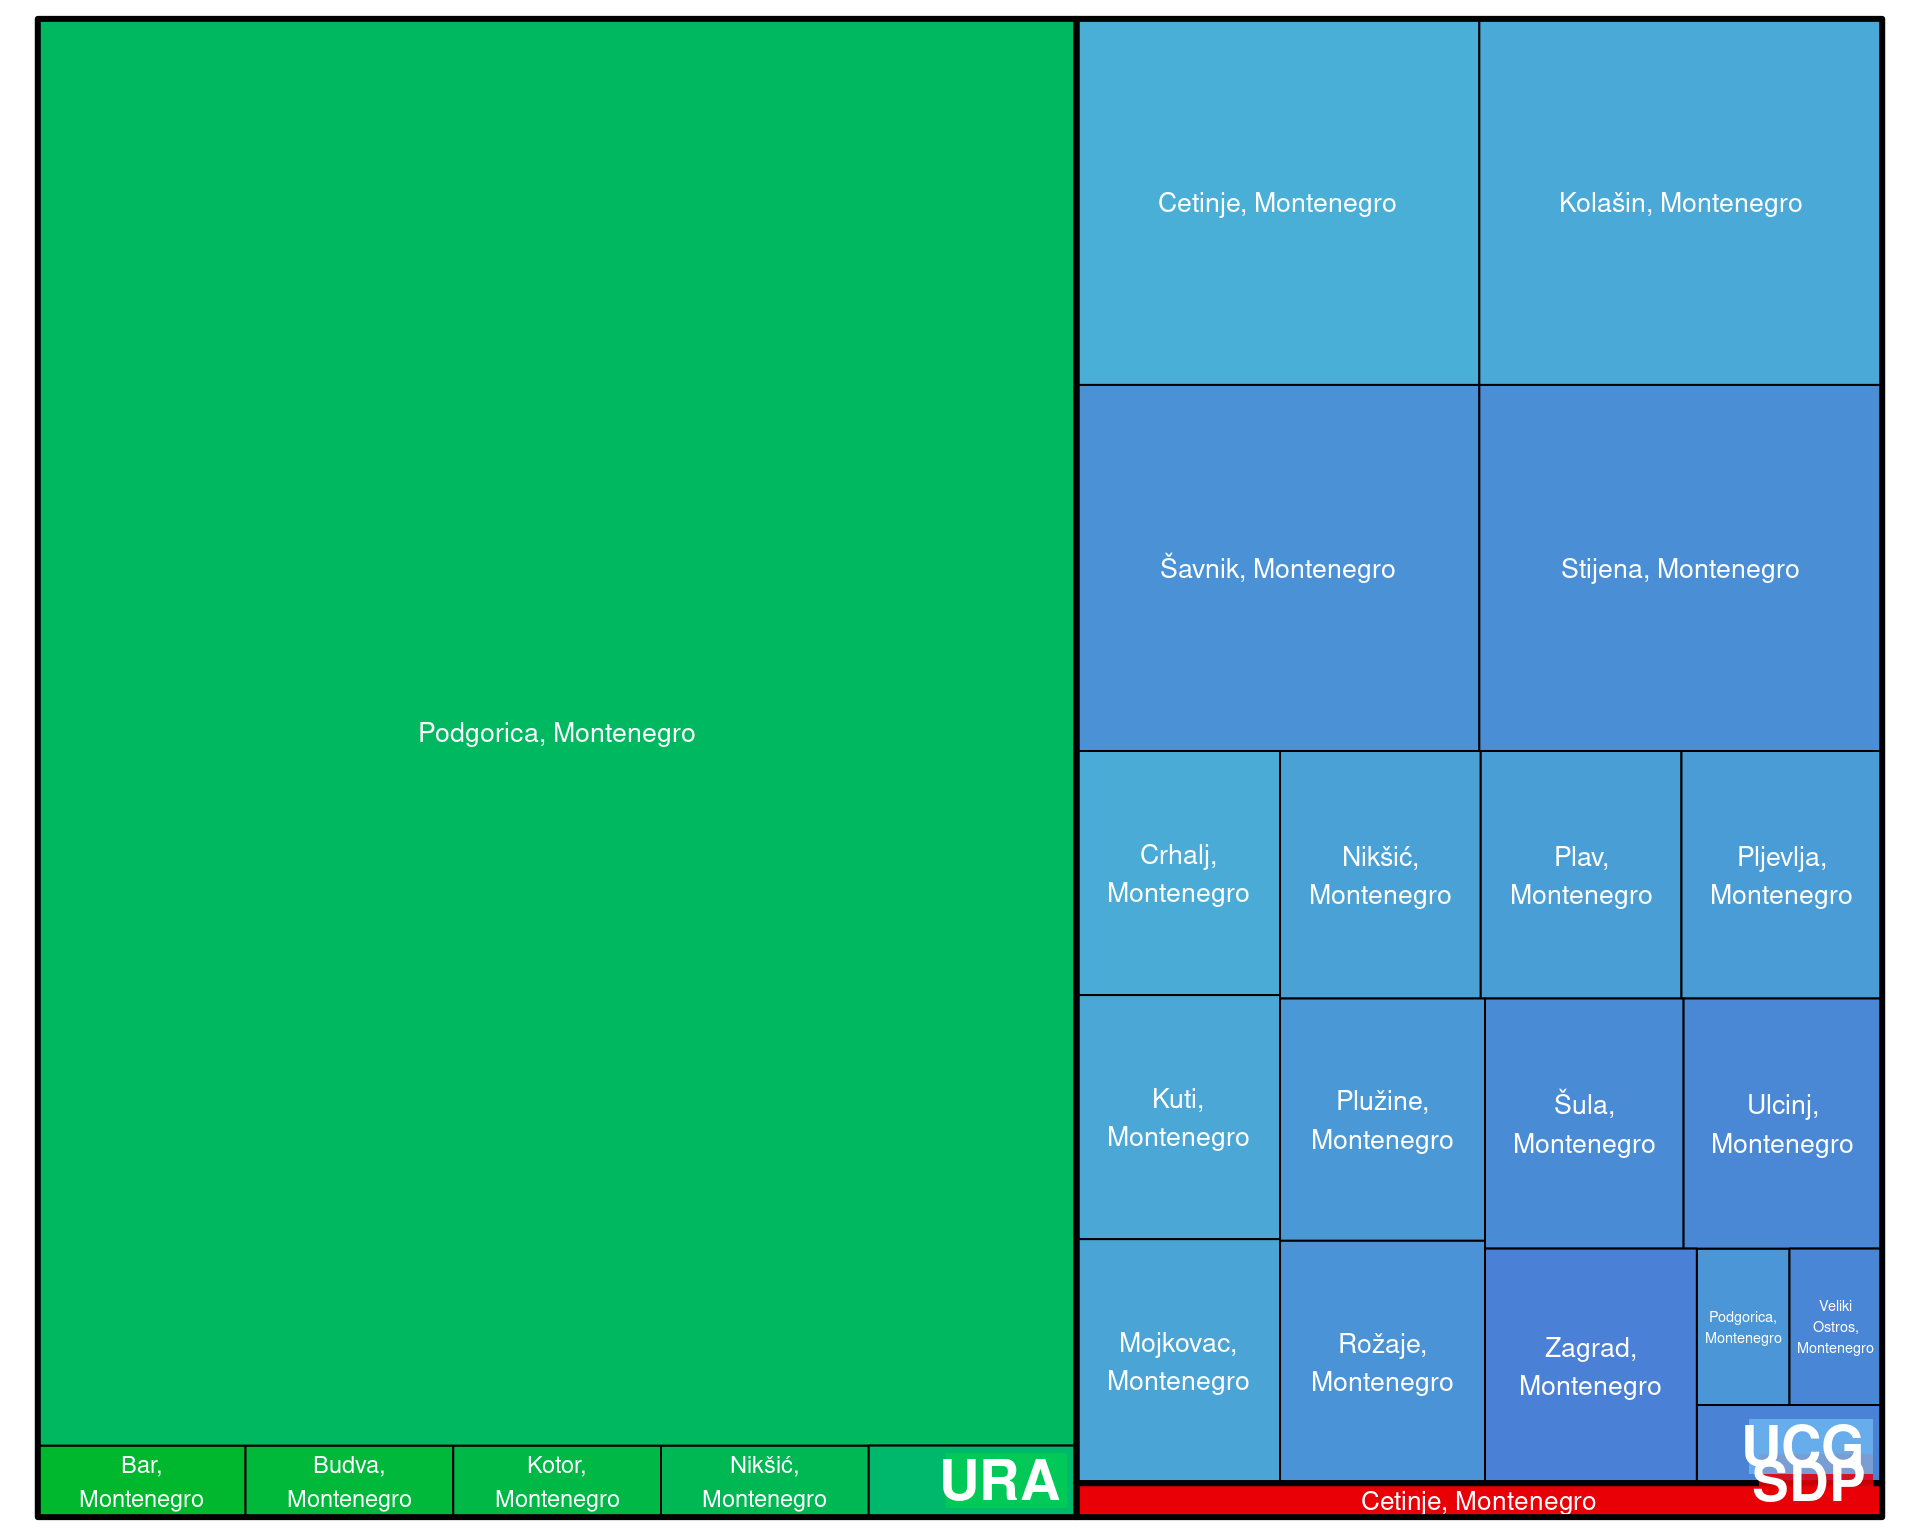 Cetinje, Montenegro
Kolašin, Montenegro
Šavnik, Montenegro
Stijena, Montenegro
Podgorica, Montenegro
Crhalj,
Montenegro
Nikšić,
Montenegro
Plav,
Montenegro
Pljevlja,
Montenegro
Kuti,
Montenegro
Plužine,
Montenegro
Šula,
Montenegro
Ulcinj,
Montenegro
Mojkovac,
Montenegro
Rožaje,
Montenegro
Zagrad,
Montenegro
Podgorica,
Montenegro
Veliki
Ostros,
Montenegro
UCG
Bar,
Montenegro
Budva,
Montenegro
Kotor,
Montenegro
Nikšić,
Montenegro
URA
SDP
Cetinje, Montenegro